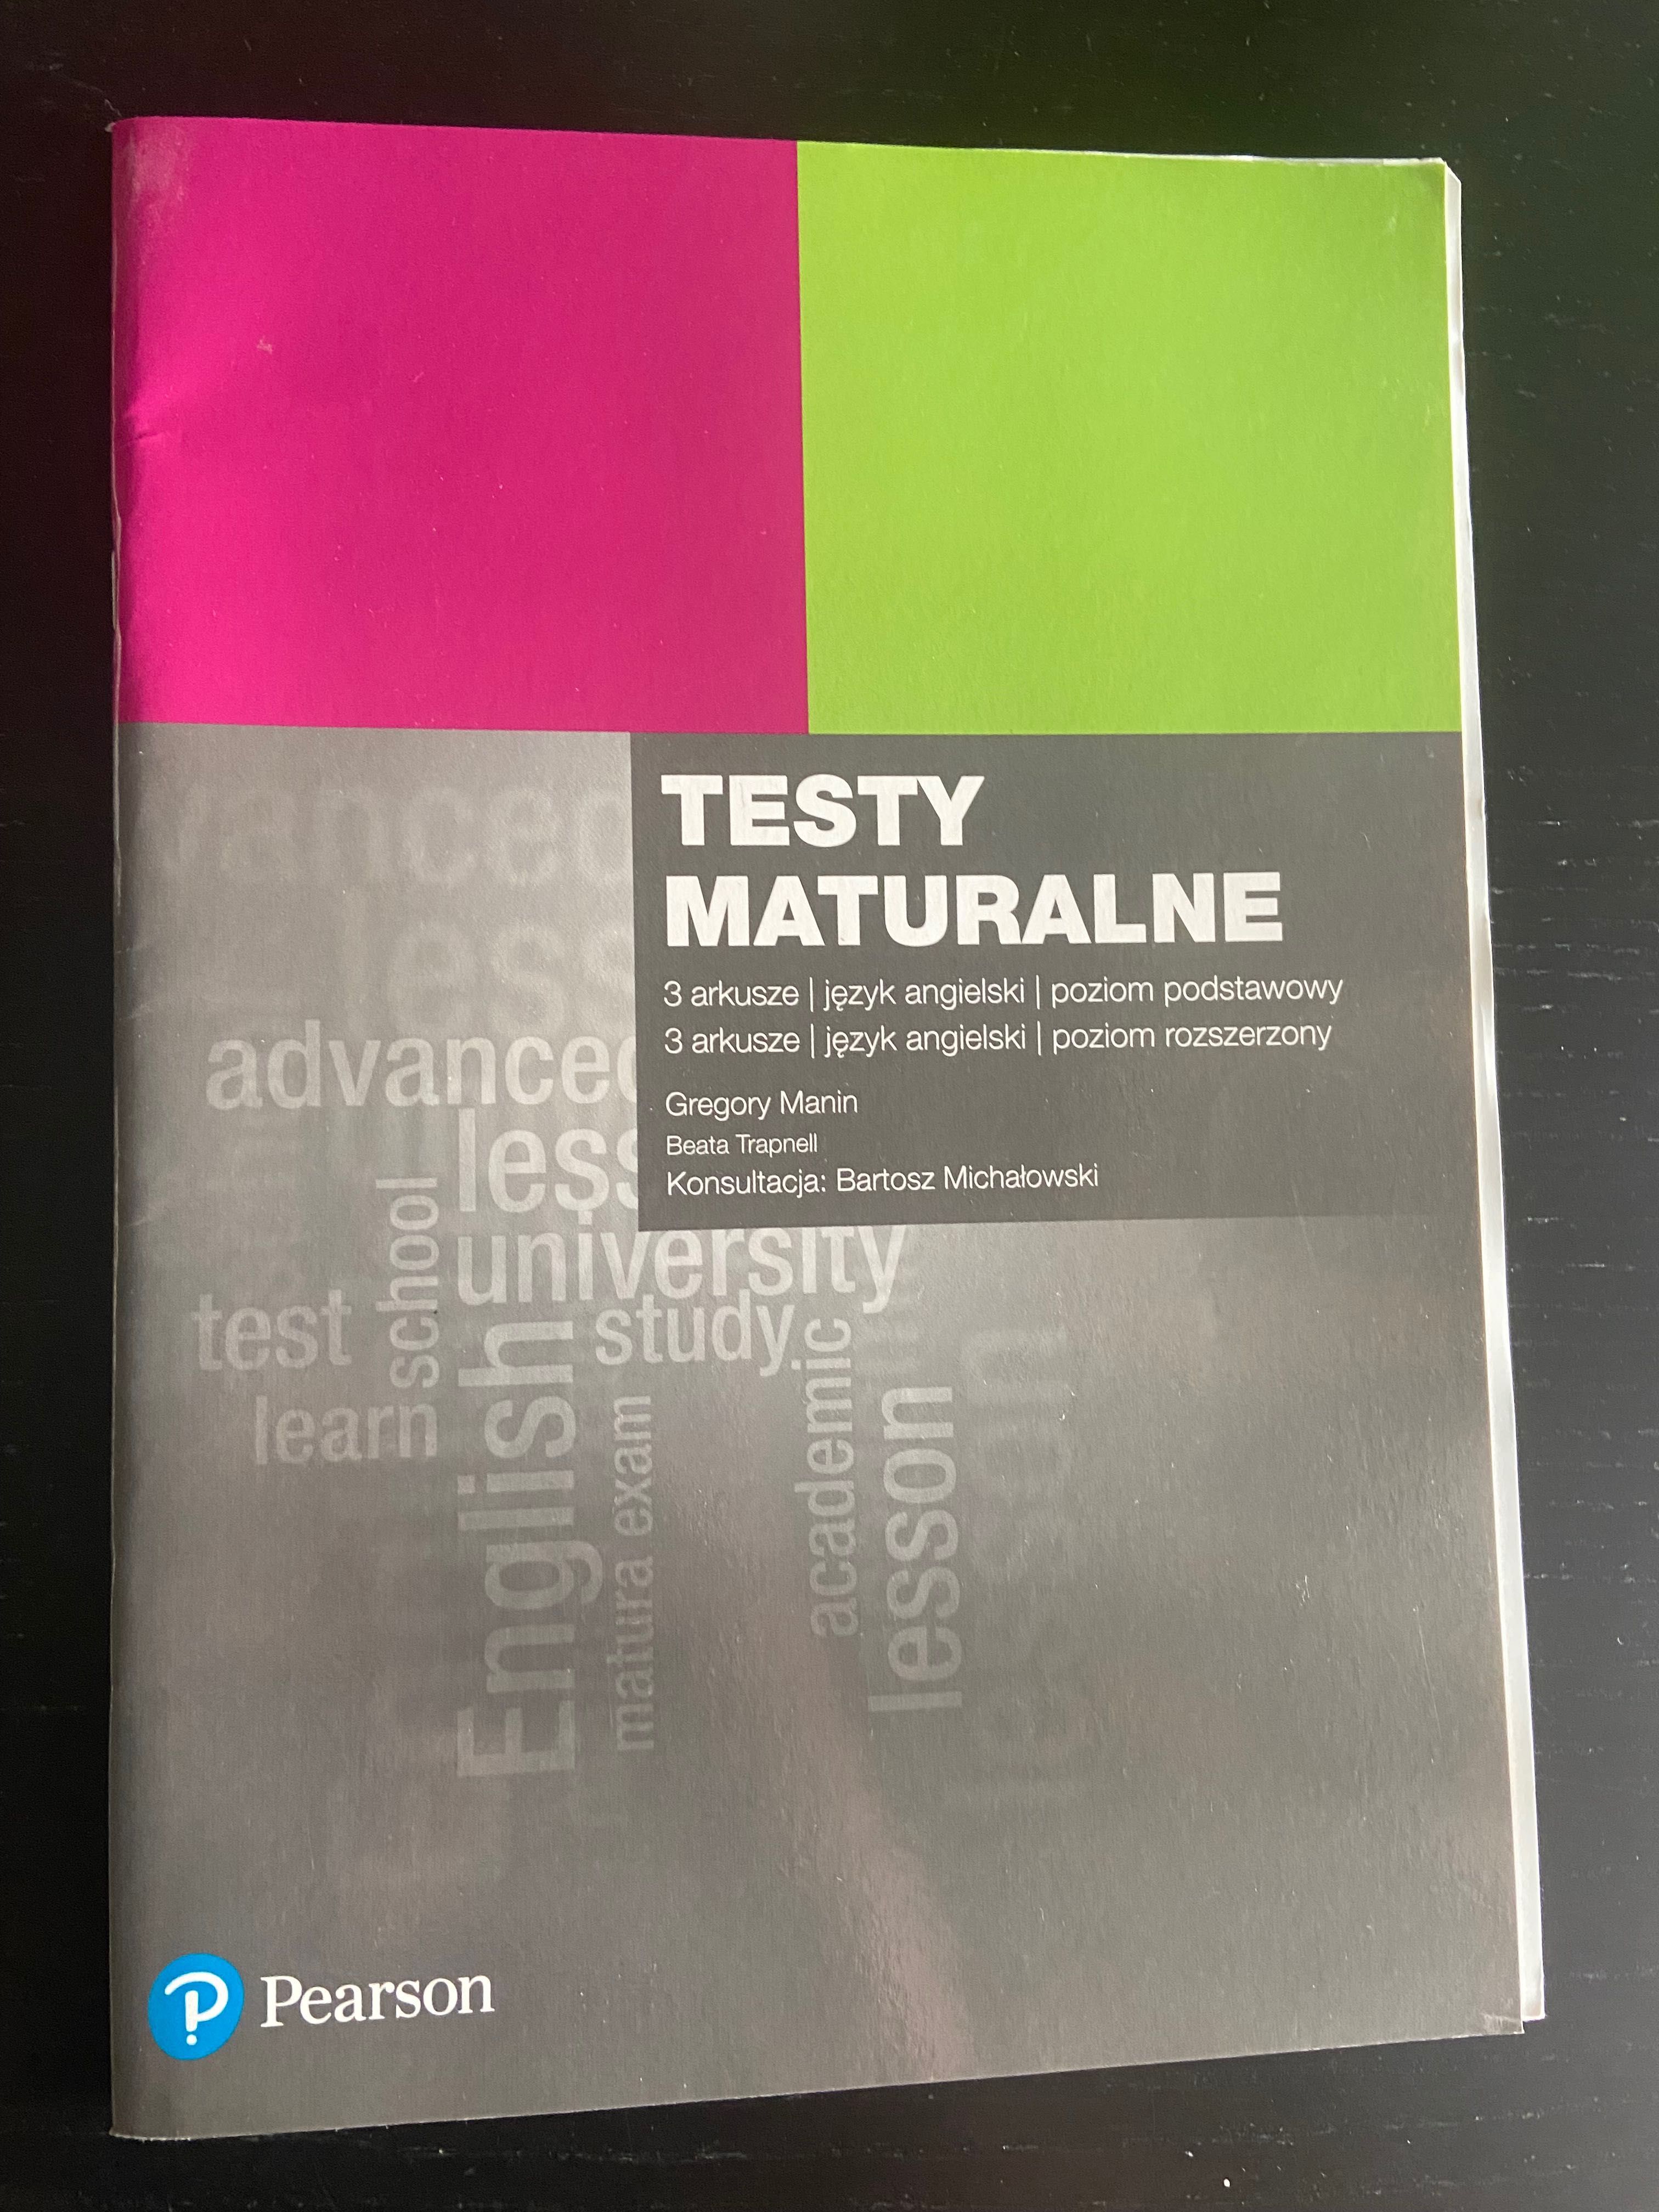 TESTY
MATURALNE
3 arkusze | język angielski | poziom podstawowy
3 arkusze | język angielski | poziom rozszerzony
Gregory Manin
Beata Trapnell
Konsultacja: Bartosz Michałowski
advanced
less
university
school
test
study
learn
English
matura exam
academic
lesson
Pearson